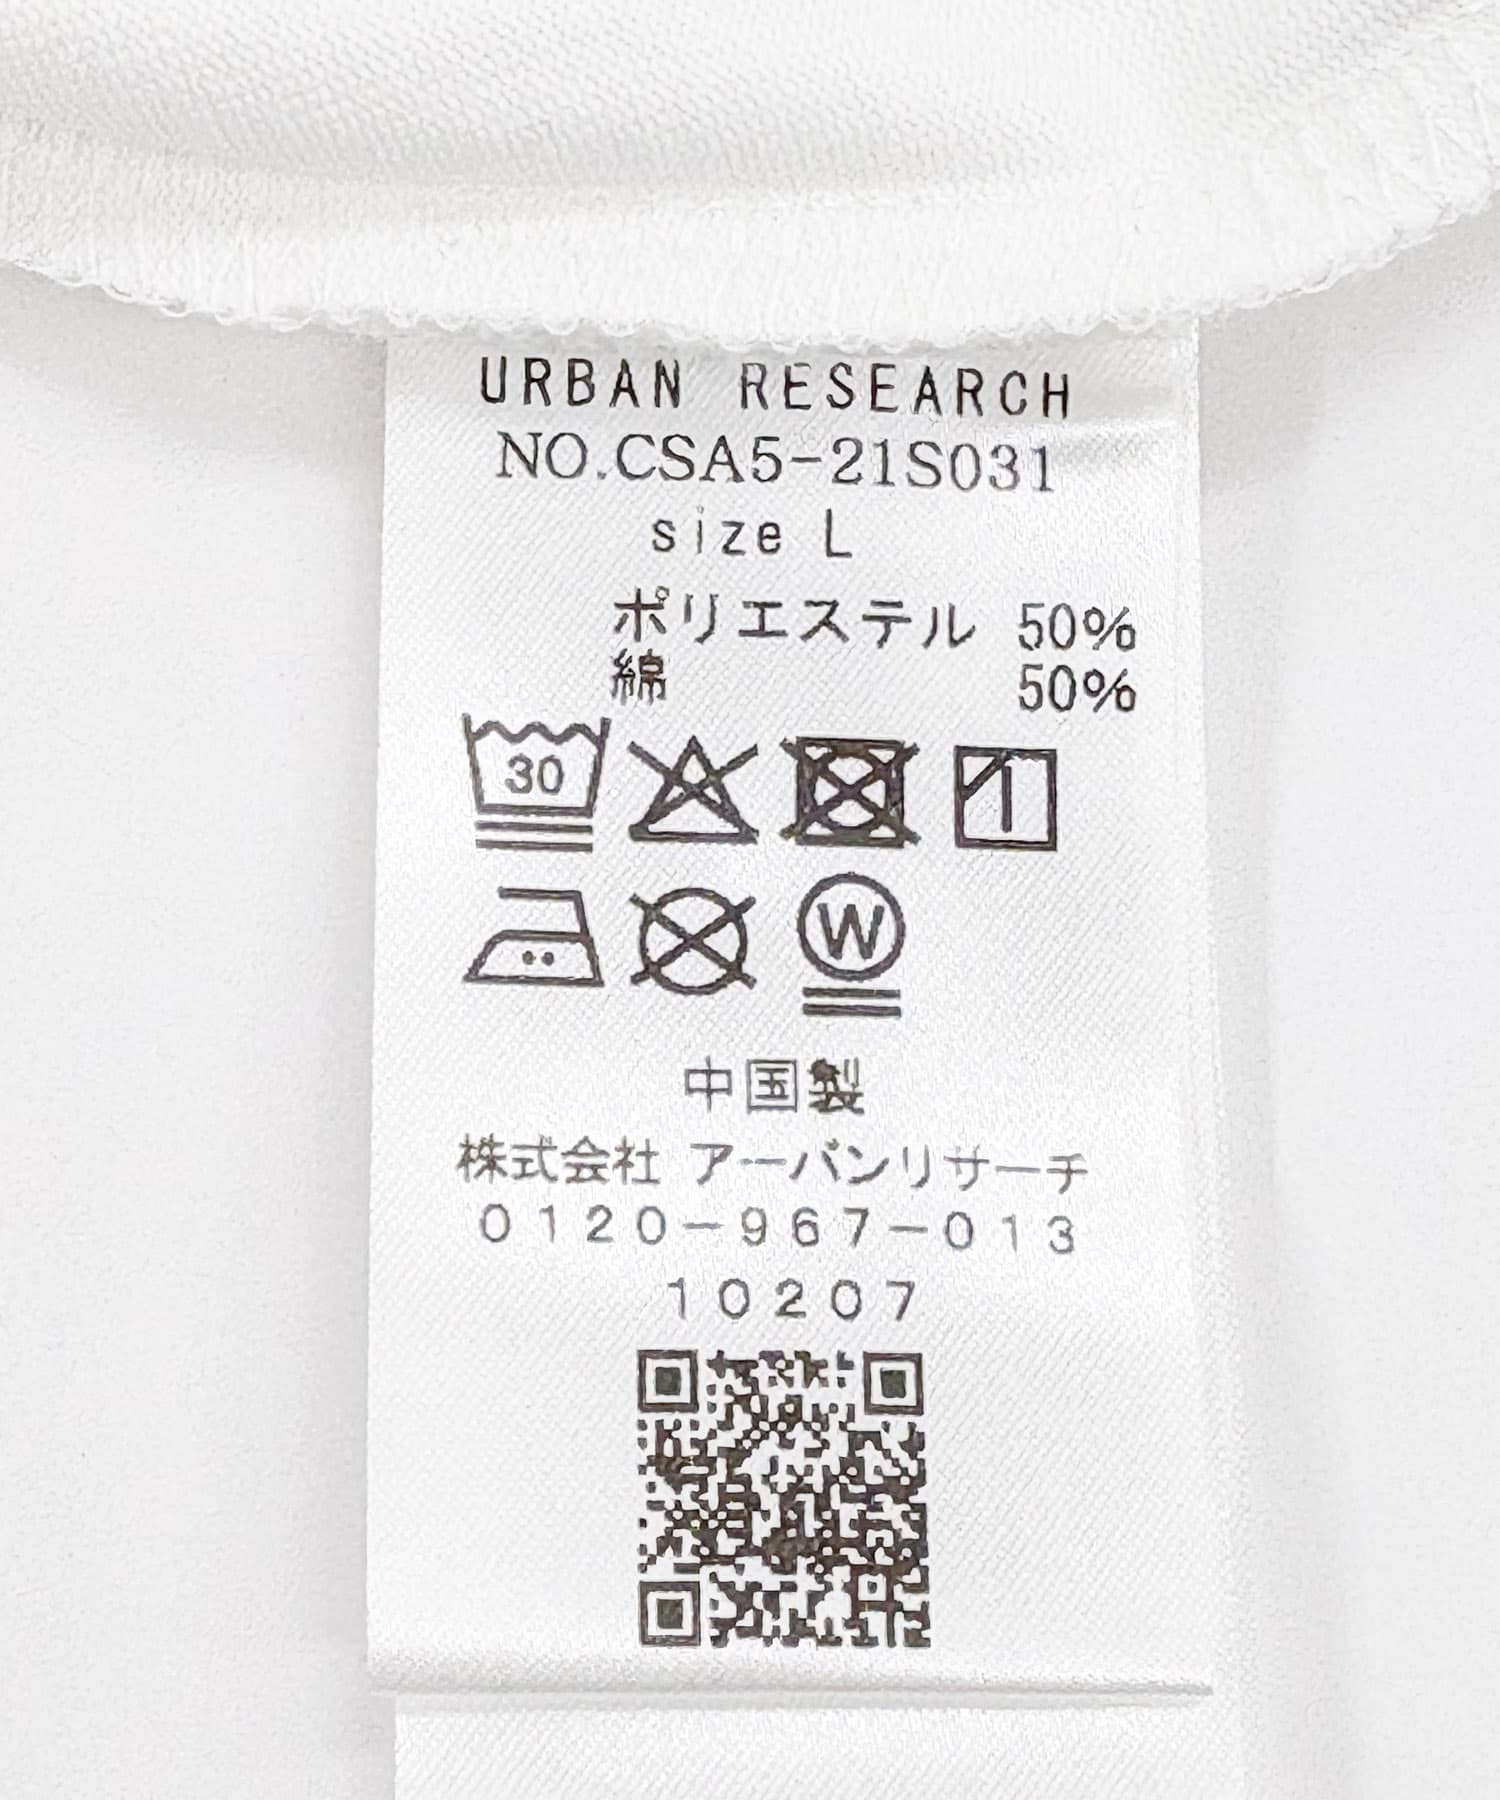 URBAN RESEARCH
NO.CSA5-21S031
size L
ポリエステル 50%
綿 50%
30
W
中国製
株式会社 アーバンリサーチ
0120-967-013
10207